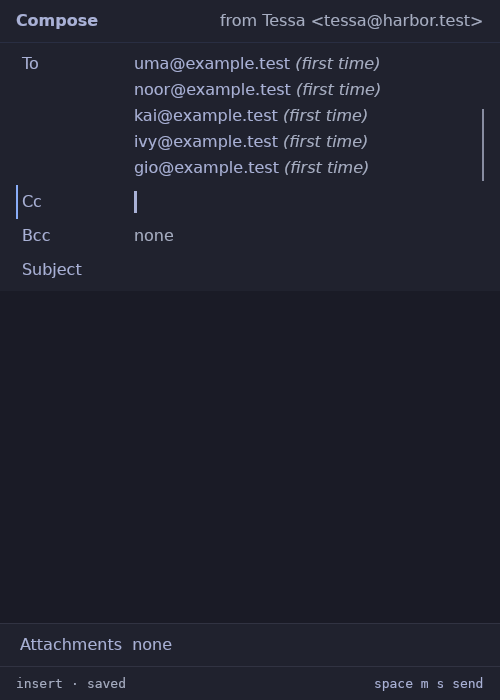 Compose from Tessa <tessa@harbor.test>
To uma@example.test (first time)
noor@example.test (first time)
kai@example.test (first time)
ivy@example.test (first time)
gio@example.test (first time)
Cc
Bcc none
Subject
Attachments none
insert · saved space m s send